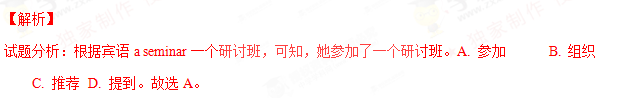 【解析】
试题分析：根据宾语 a seminar 一个研讨班，可知，她参加了一个研讨班。A. 参加 B. 组织
C. 推荐 D. 提到。故选 A。